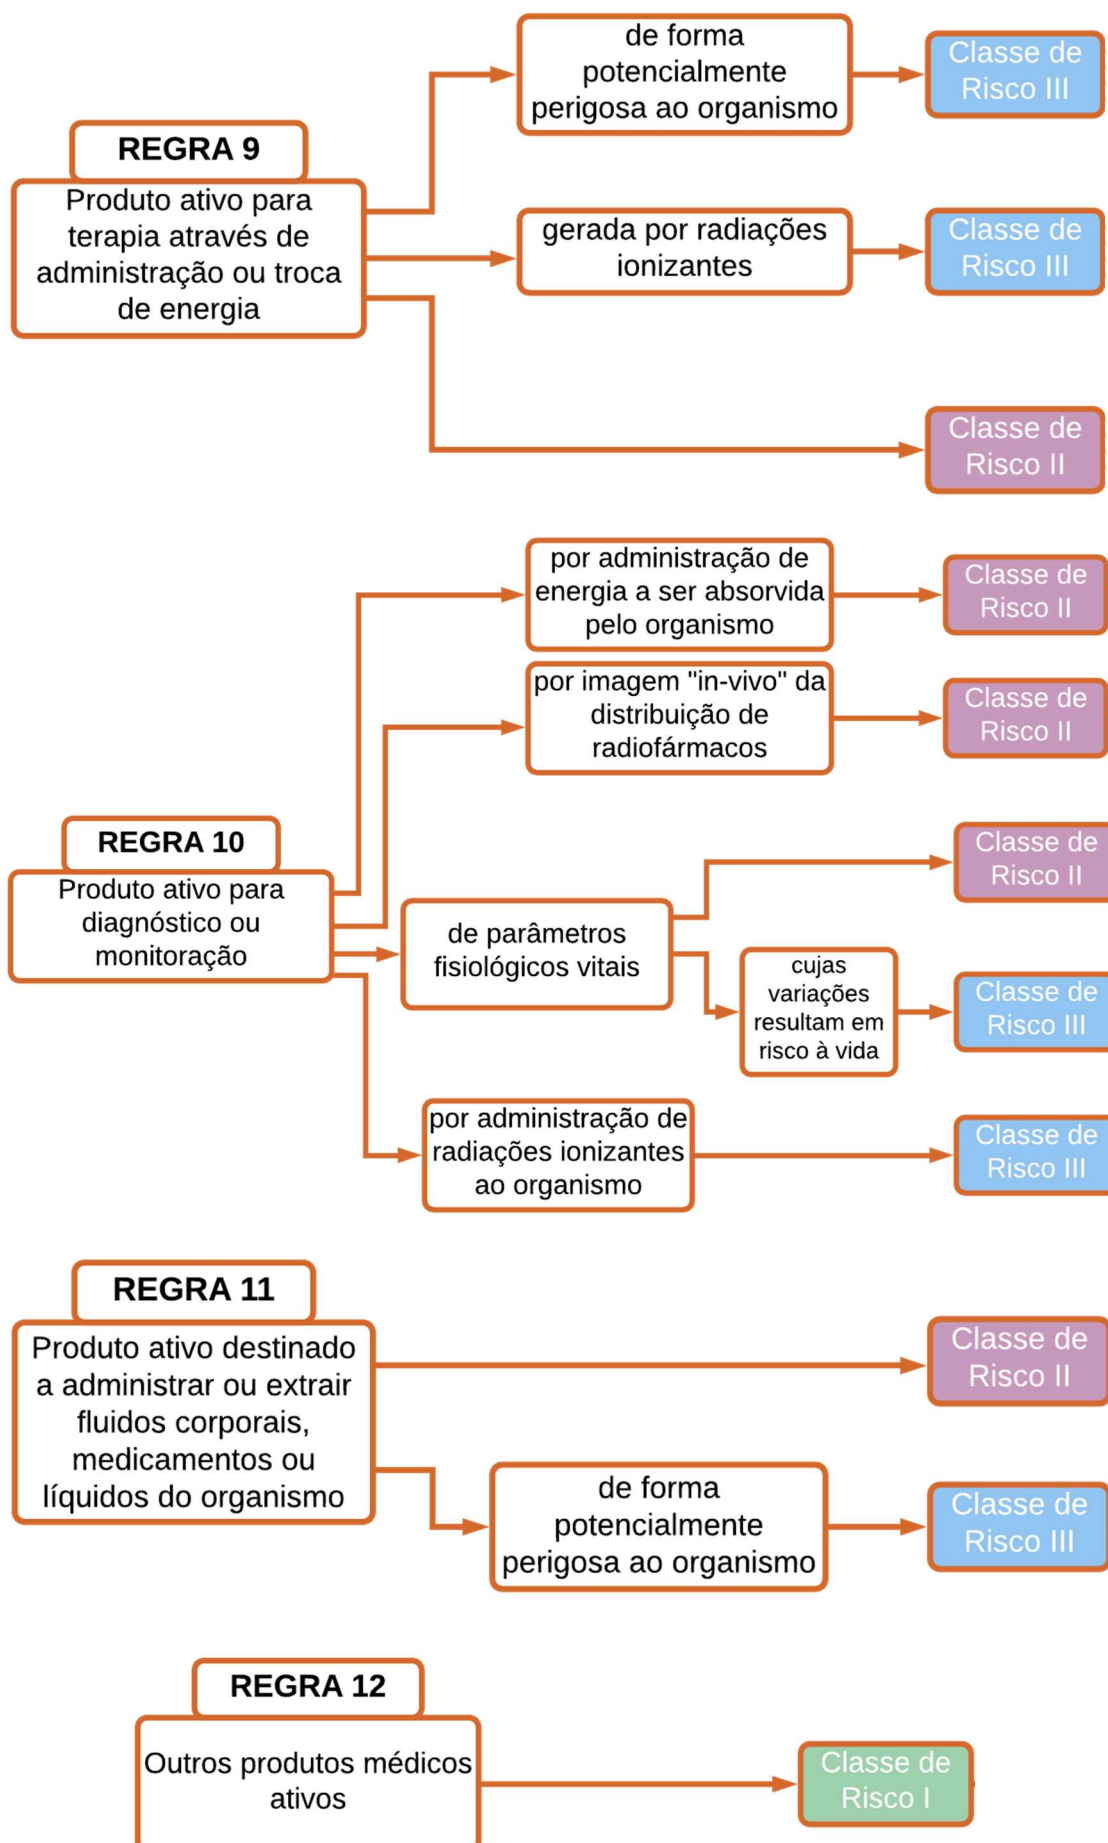 REGRA 9
Produto ativo para
terapia através de
administração ou troca
de energia
de forma
potencialmente
perigosa ao organismo
Classe de
Risco III
gerada por radiações
ionizantes
Classe de
Risco III
Classe de
Risco II
REGRA 10
Produto ativo para
diagnóstico ou
monitoração
por administração de
energia a ser absorvida
pelo organismo
Classe de
Risco II
por imagem "in-vivo" da
distribuição de
radiofármacos
Classe de
Risco II
de parâmetros
fisiológicos vitais
Classe de
Risco II
cujas
variações
resultam em
risco à vida
Classe de
Risco III
por administração de
radiações ionizantes
ao organismo
Classe de
Risco III
REGRA 11
Produto ativo destinado
a administrar ou extrair
fluidos corporais,
medicamentos ou
líquidos do organismo
Classe de
Risco II
de forma
potencialmente
perigosa ao organismo
Classe de
Risco III
REGRA 12
Outros produtos médicos
ativos
Classe de
Risco I